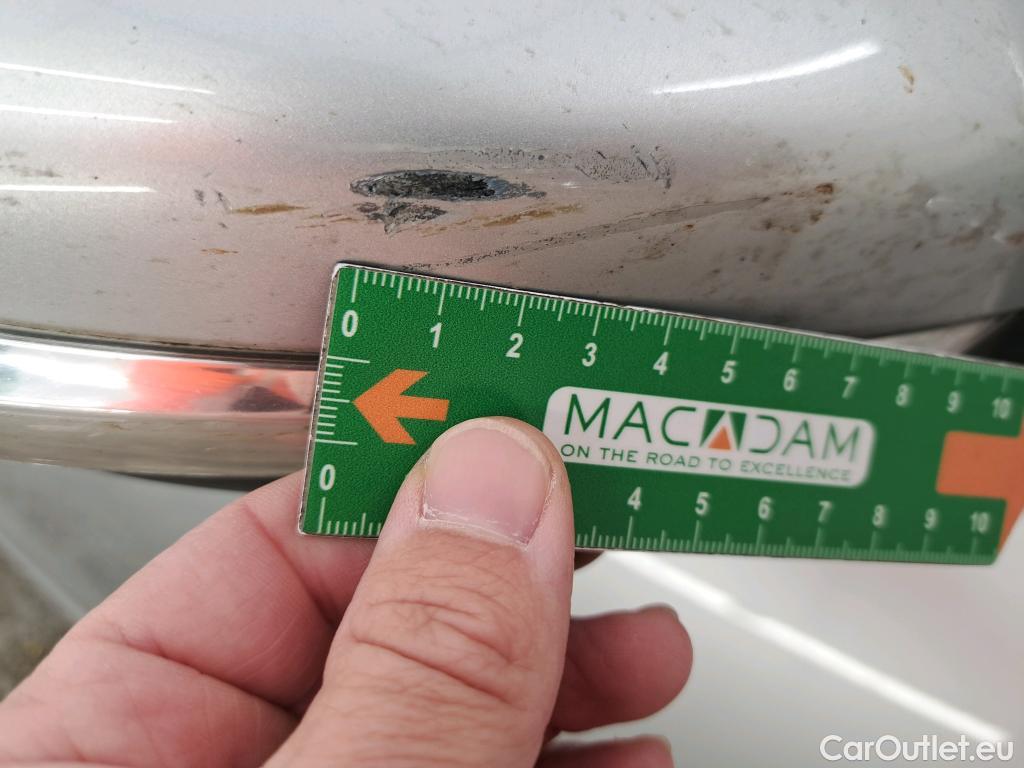 0 1 2 3 4 5 6 7 8 9 10
MACADAM
ON THE ROAD TO EXCELLENCE
0 4 5 6 7 8 9 10
CarOutlet.eu